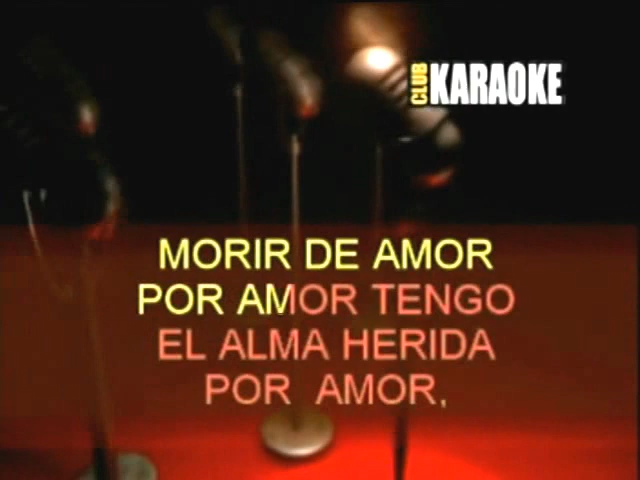 CLUB KARAOKE
MORIR DE AMOR
POR AMOR TENGO
EL ALMA HERIDA
POR AMOR,